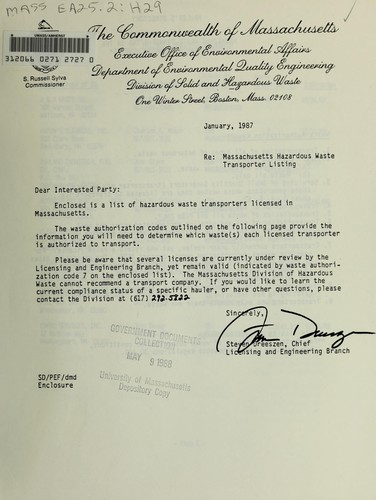 MASS EA25.2: H29
312066 0271 2727 0
The Commonwealth of Massachusetts
Executive Office of Environmental Affairs
Department of Environmental Quality Engineering
Division of Solid and Hazardous Waste
One Winter Street, Boston, Mass. 02108
S. Russell Sylva
Commissioner
January, 1987
Re: Massachusetts Hazardous Waste
Transporter Listing
Dear Interested Party:
Enclosed is a list of hazardous waste transporters licensed in
Massachusetts.
The waste authorization codes outlined on the following page provide the
information you will need to determine which waste(s) each licensed transporter
is authorized to transport.
Please be aware that several licenses are currently under review by the
Licensing and Engineering Branch, yet remain valid (indicated by waste authori-
zation code 7 on the enclosed list). The Massachusetts Division of Hazardous
Waste cannot recommend a transport company. If you would like to learn the
current compliance status of a specific hauler, or have other questions, please
contact the Division at (617) 292-5822
Sincerely,
Steven Dreeszen, Chief
Licensing and Engineering Branch
GOVERNMENT DOCUMENTS
COLLECTION
MAY 9 1988
University of Massachusetts
Depository Copy
SD/PEF/dmd
Enclosure